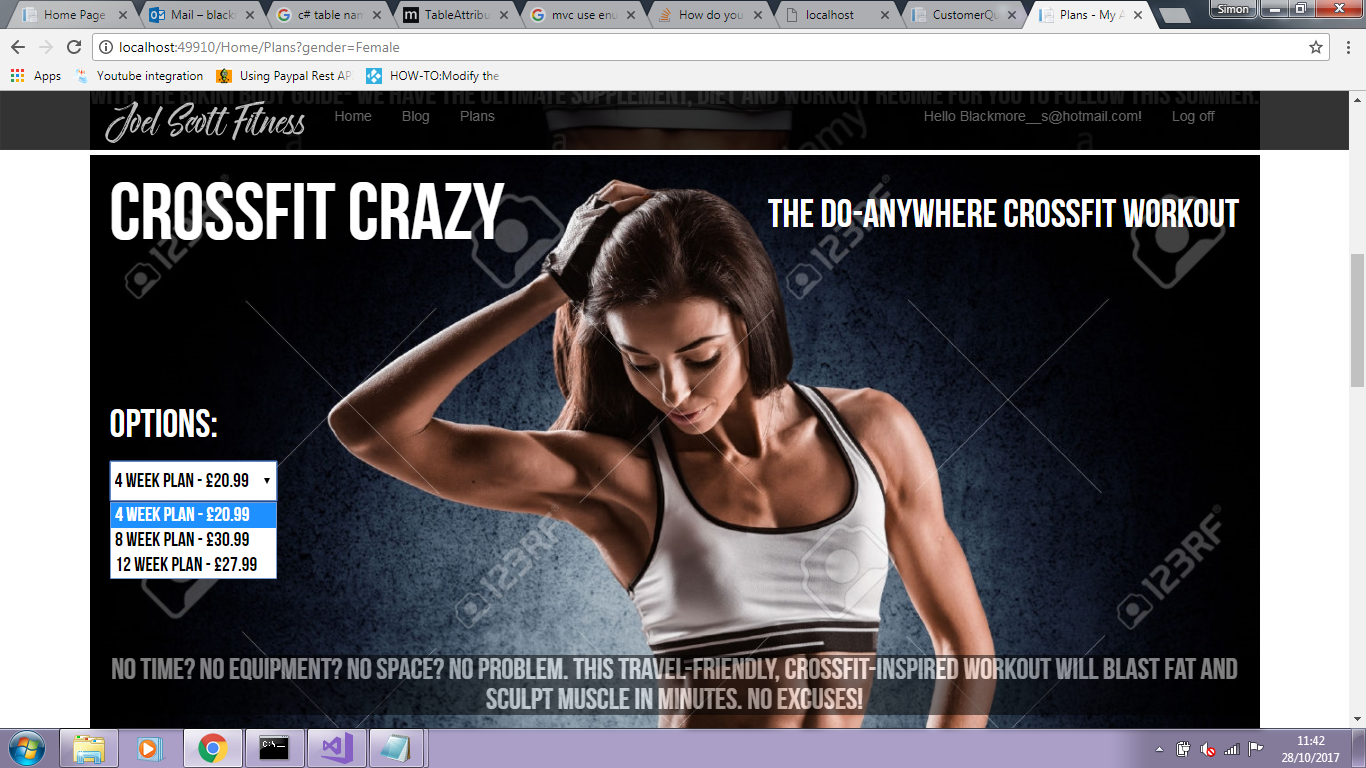 Home Page
Mail – black
c# table nam
TableAttribu
mvc use enu
How do you
localhost
CustomerQu
Plans - My A
Simon
localhost:49910/Home/Plans?gender=Female
Apps
Youtube integration
Using Paypal Rest AP
HOW-TO:Modify the
WITH THE BIKINI BODY GUIDE- WE HAVE THE ULTIMATE SUPPLEMENT, DIET AND WORKOUT REGIME FOR YOU TO FOLLOW THIS SUMMER.
Joel Scott Fitness
Home
Blog
Plans
Hello Blackmore__s@hotmail.com!
Log off
CROSSFIT CRAZY
THE DO-ANYWHERE CROSSFIT WORKOUT
123RF
123RF
OPTIONS:
4 WEEK PLAN - £20.99
4 WEEK PLAN - £20.99
8 WEEK PLAN - £30.99
12 WEEK PLAN - £27.99
123RF
123RF
NO TIME? NO EQUIPMENT? NO SPACE? NO PROBLEM. THIS TRAVEL-FRIENDLY, CROSSFIT-INSPIRED WORKOUT WILL BLAST FAT AND
SCULPT MUSCLE IN MINUTES. NO EXCUSES!
C:\
11:42
28/10/2017